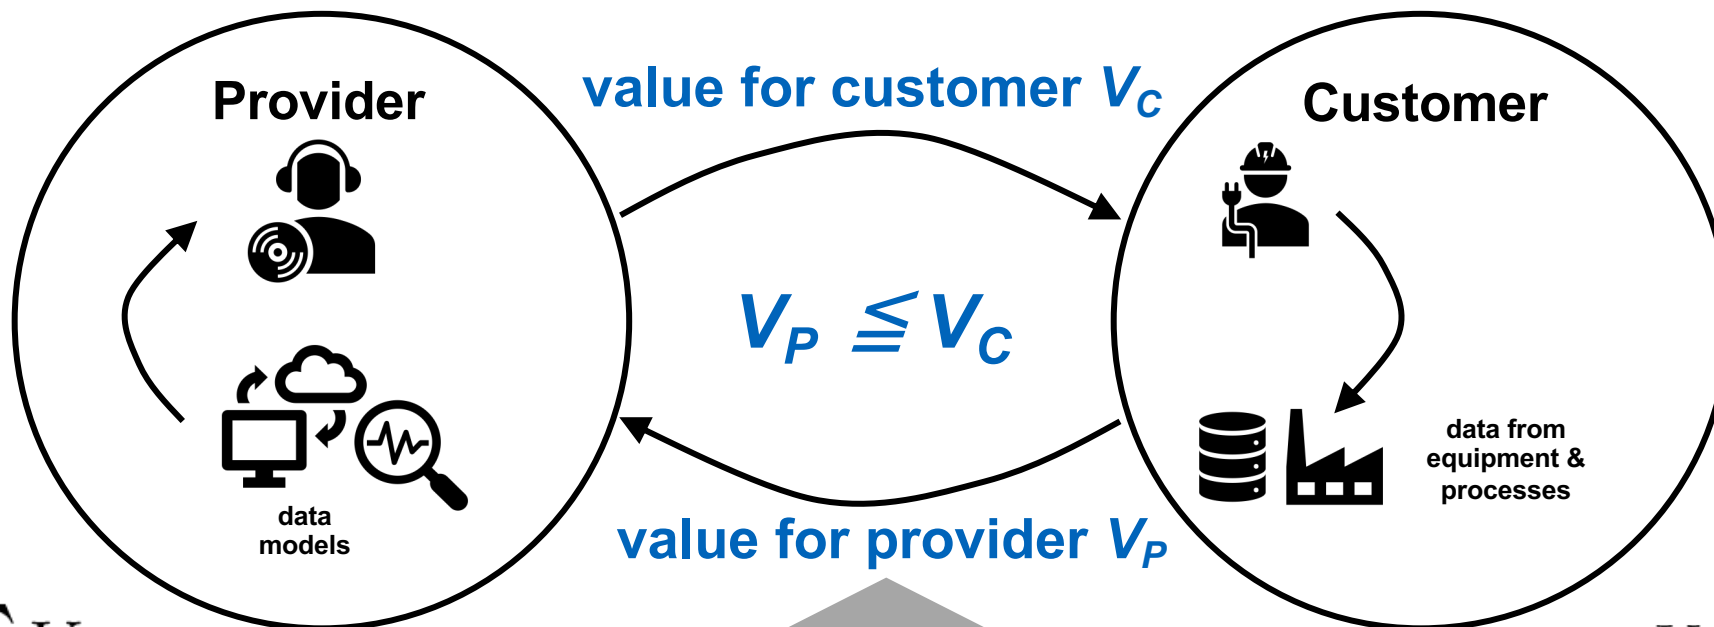 Provider
value for customer V_C
Customer
V_P ≦ V_C
data from
equipment &
processes
data
models
value for provider V_P